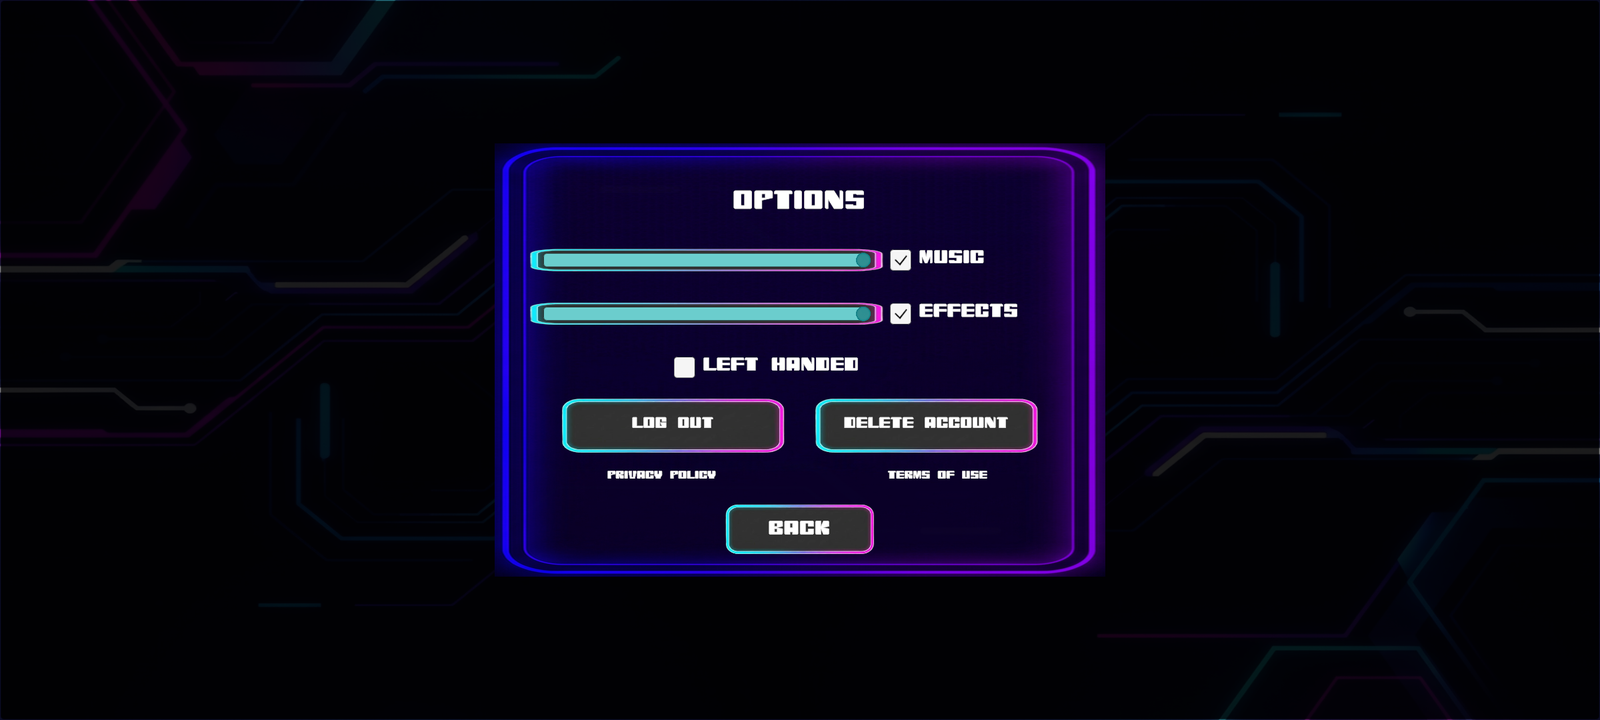 OPTIONS
MUSIC
EFFECTS
LEFT HANDED
LOG OUT
DELETE ACCOUNT
PRIVACY POLICY
TERMS OF USE
BACK